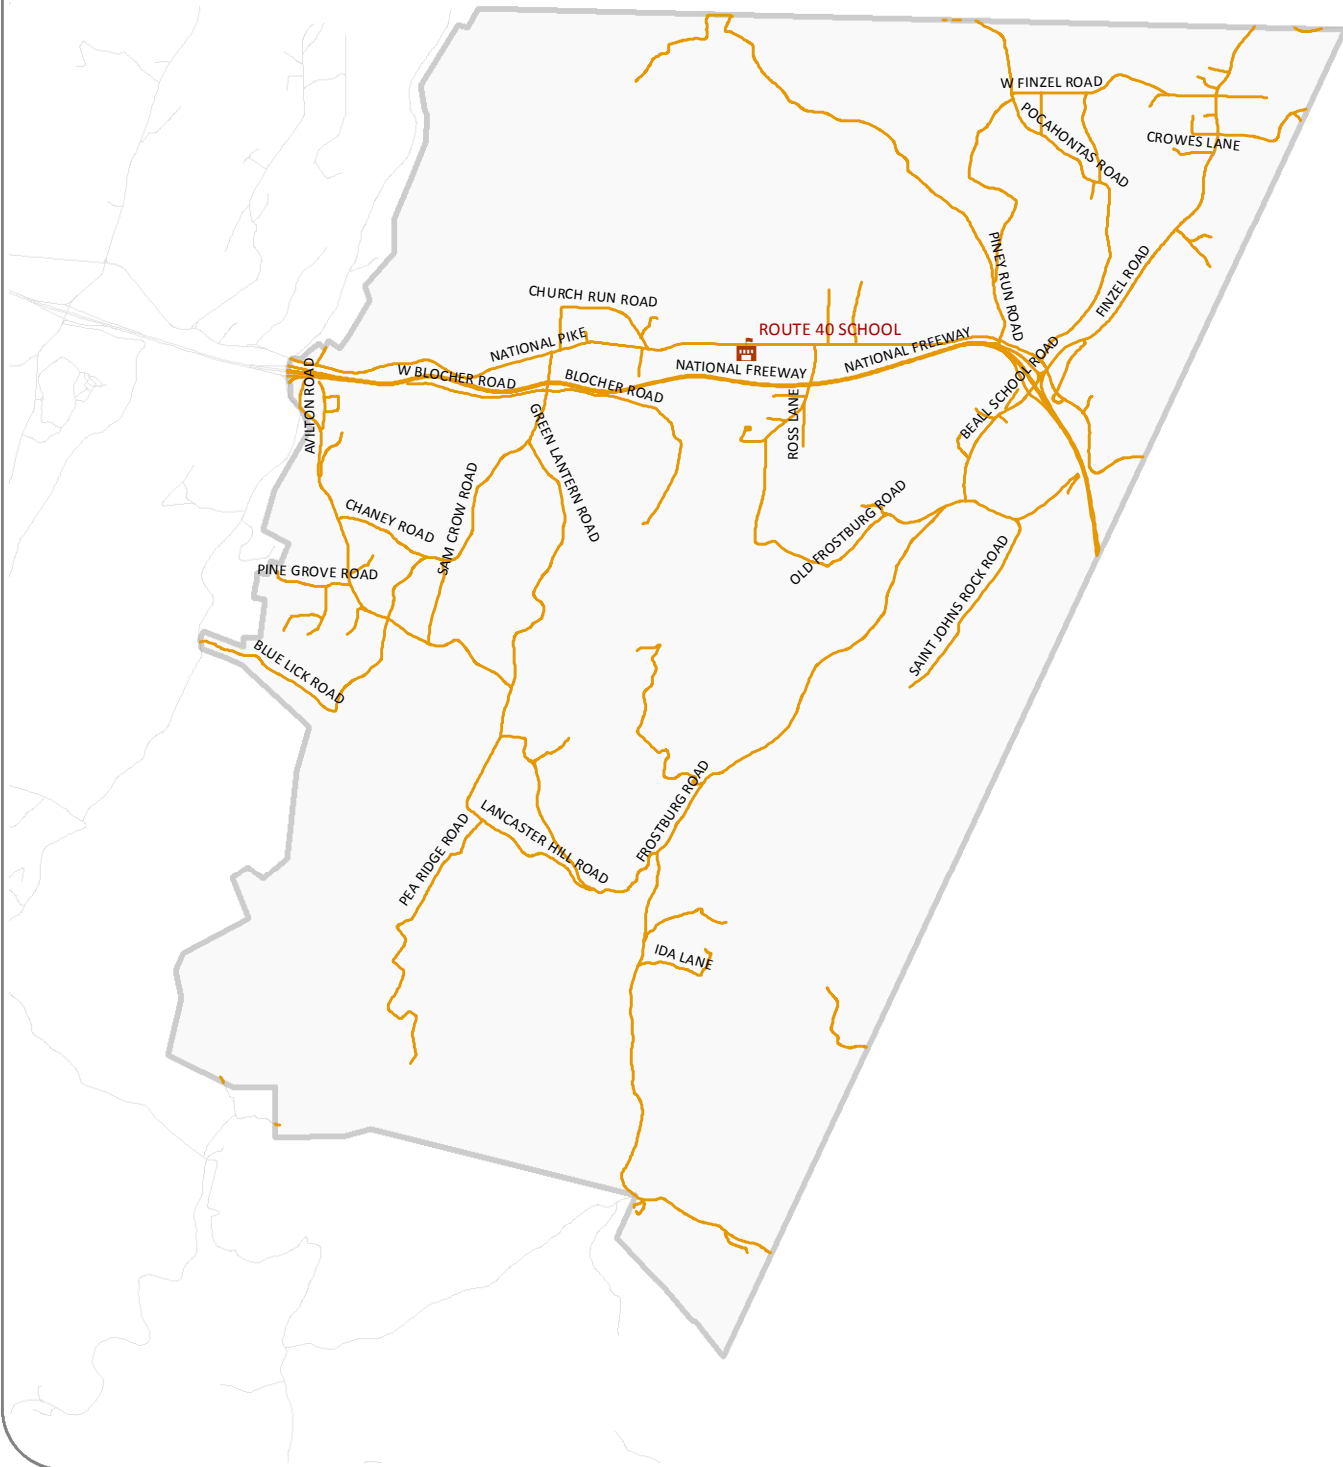 W FINZEL ROAD
POCAHONTAS ROAD
CROWES LANE
PINEY RUN ROAD
FINZEL ROAD
CHURCH RUN ROAD
NATIONAL PIKE
ROUTE 40 SCHOOL
NATIONAL FREEWAY
NATIONAL FREEWAY
W BLOCHER ROAD
BLOCHER ROAD
AVILTON ROAD
BEALL SCHOOL ROAD
ROSS LANE
GREEN LANTERN ROAD
SAM CROW ROAD
CHANEY ROAD
OLD FROSTBURG ROAD
PINE GROVE ROAD
SAINT JOHNS ROCK ROAD
BLUE LICK ROAD
FROSTBURG ROAD
LANCASTER HILL ROAD
PEA RIDGE ROAD
IDA LANE